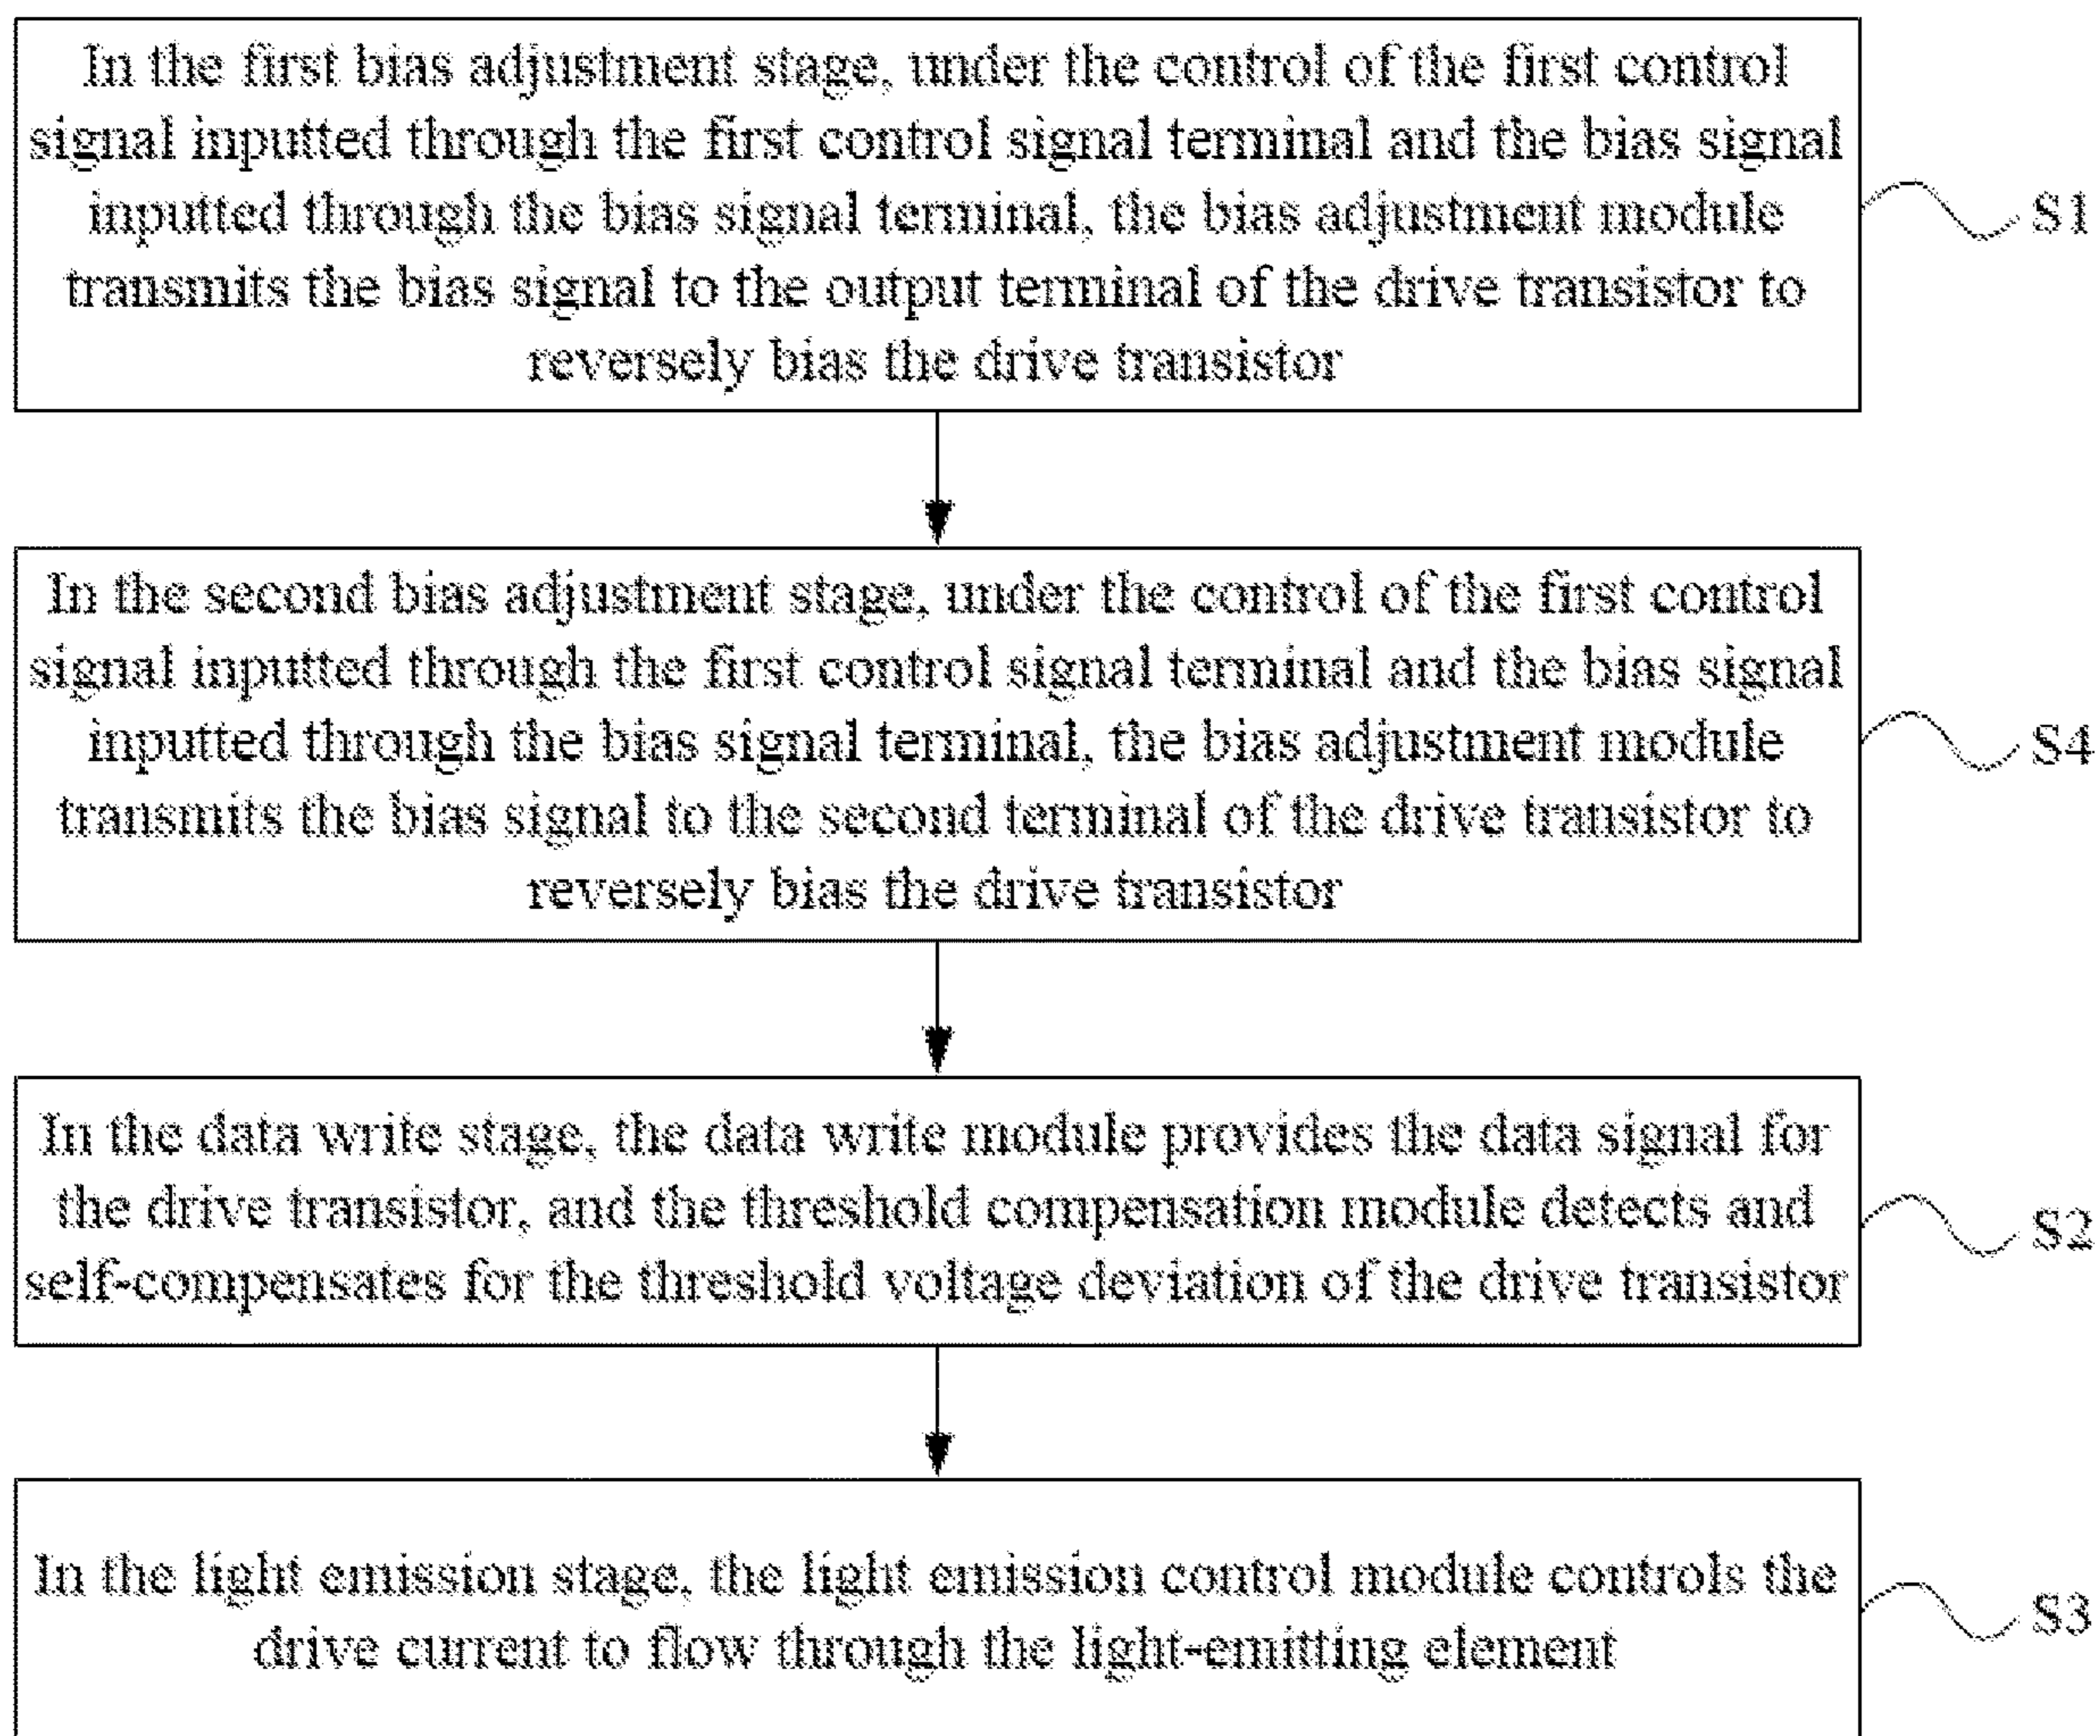 In the first bias adjustment stage, under the control of the first control
signal inputted through the first control signal terminal and the bias signal
inputted through the bias signal terminal, the bias adjustment module
transmits the bias signal to the output terminal of the drive transistor to
reversely bias the drive transistor
S1
In the second bias adjustment stage, under the control of the first control
signal inputted through the first control signal terminal and the bias signal
inputted through the bias signal terminal, the bias adjustment module
transmits the bias signal to the second terminal of the drive transistor to
reversely bias the drive transistor
S4
In the data write stage, the data write module provides the data signal for
the drive transistor, and the threshold compensation module detects and
self-compensates for the threshold voltage deviation of the drive transistor
S2
In the light emission stage, the light emission control module controls the
drive current to flow through the light-emitting element
S3